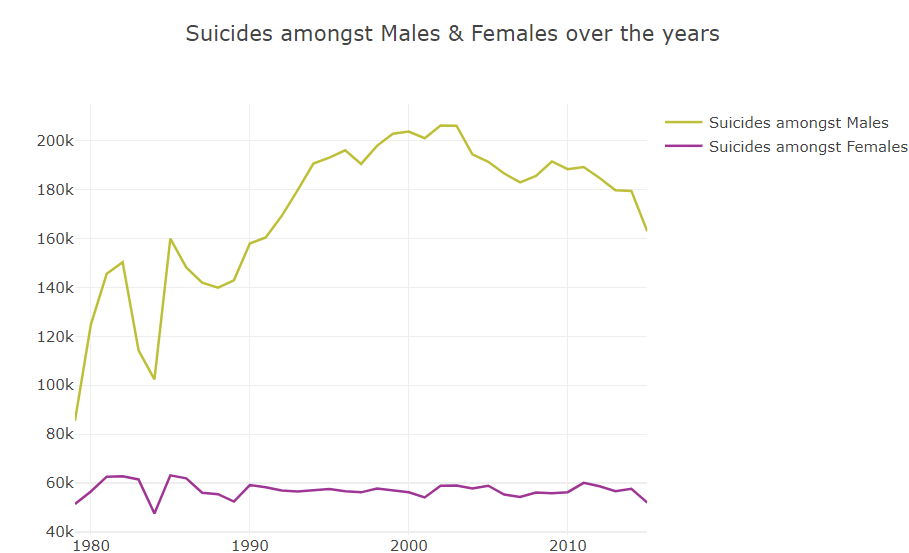 Suicides amongst Males & Females over the years
200k
180k
160k
140k
120k
100k
80k
60k
40k
1980 1990 2000 2010
Suicides amongst Males
Suicides amongst Females